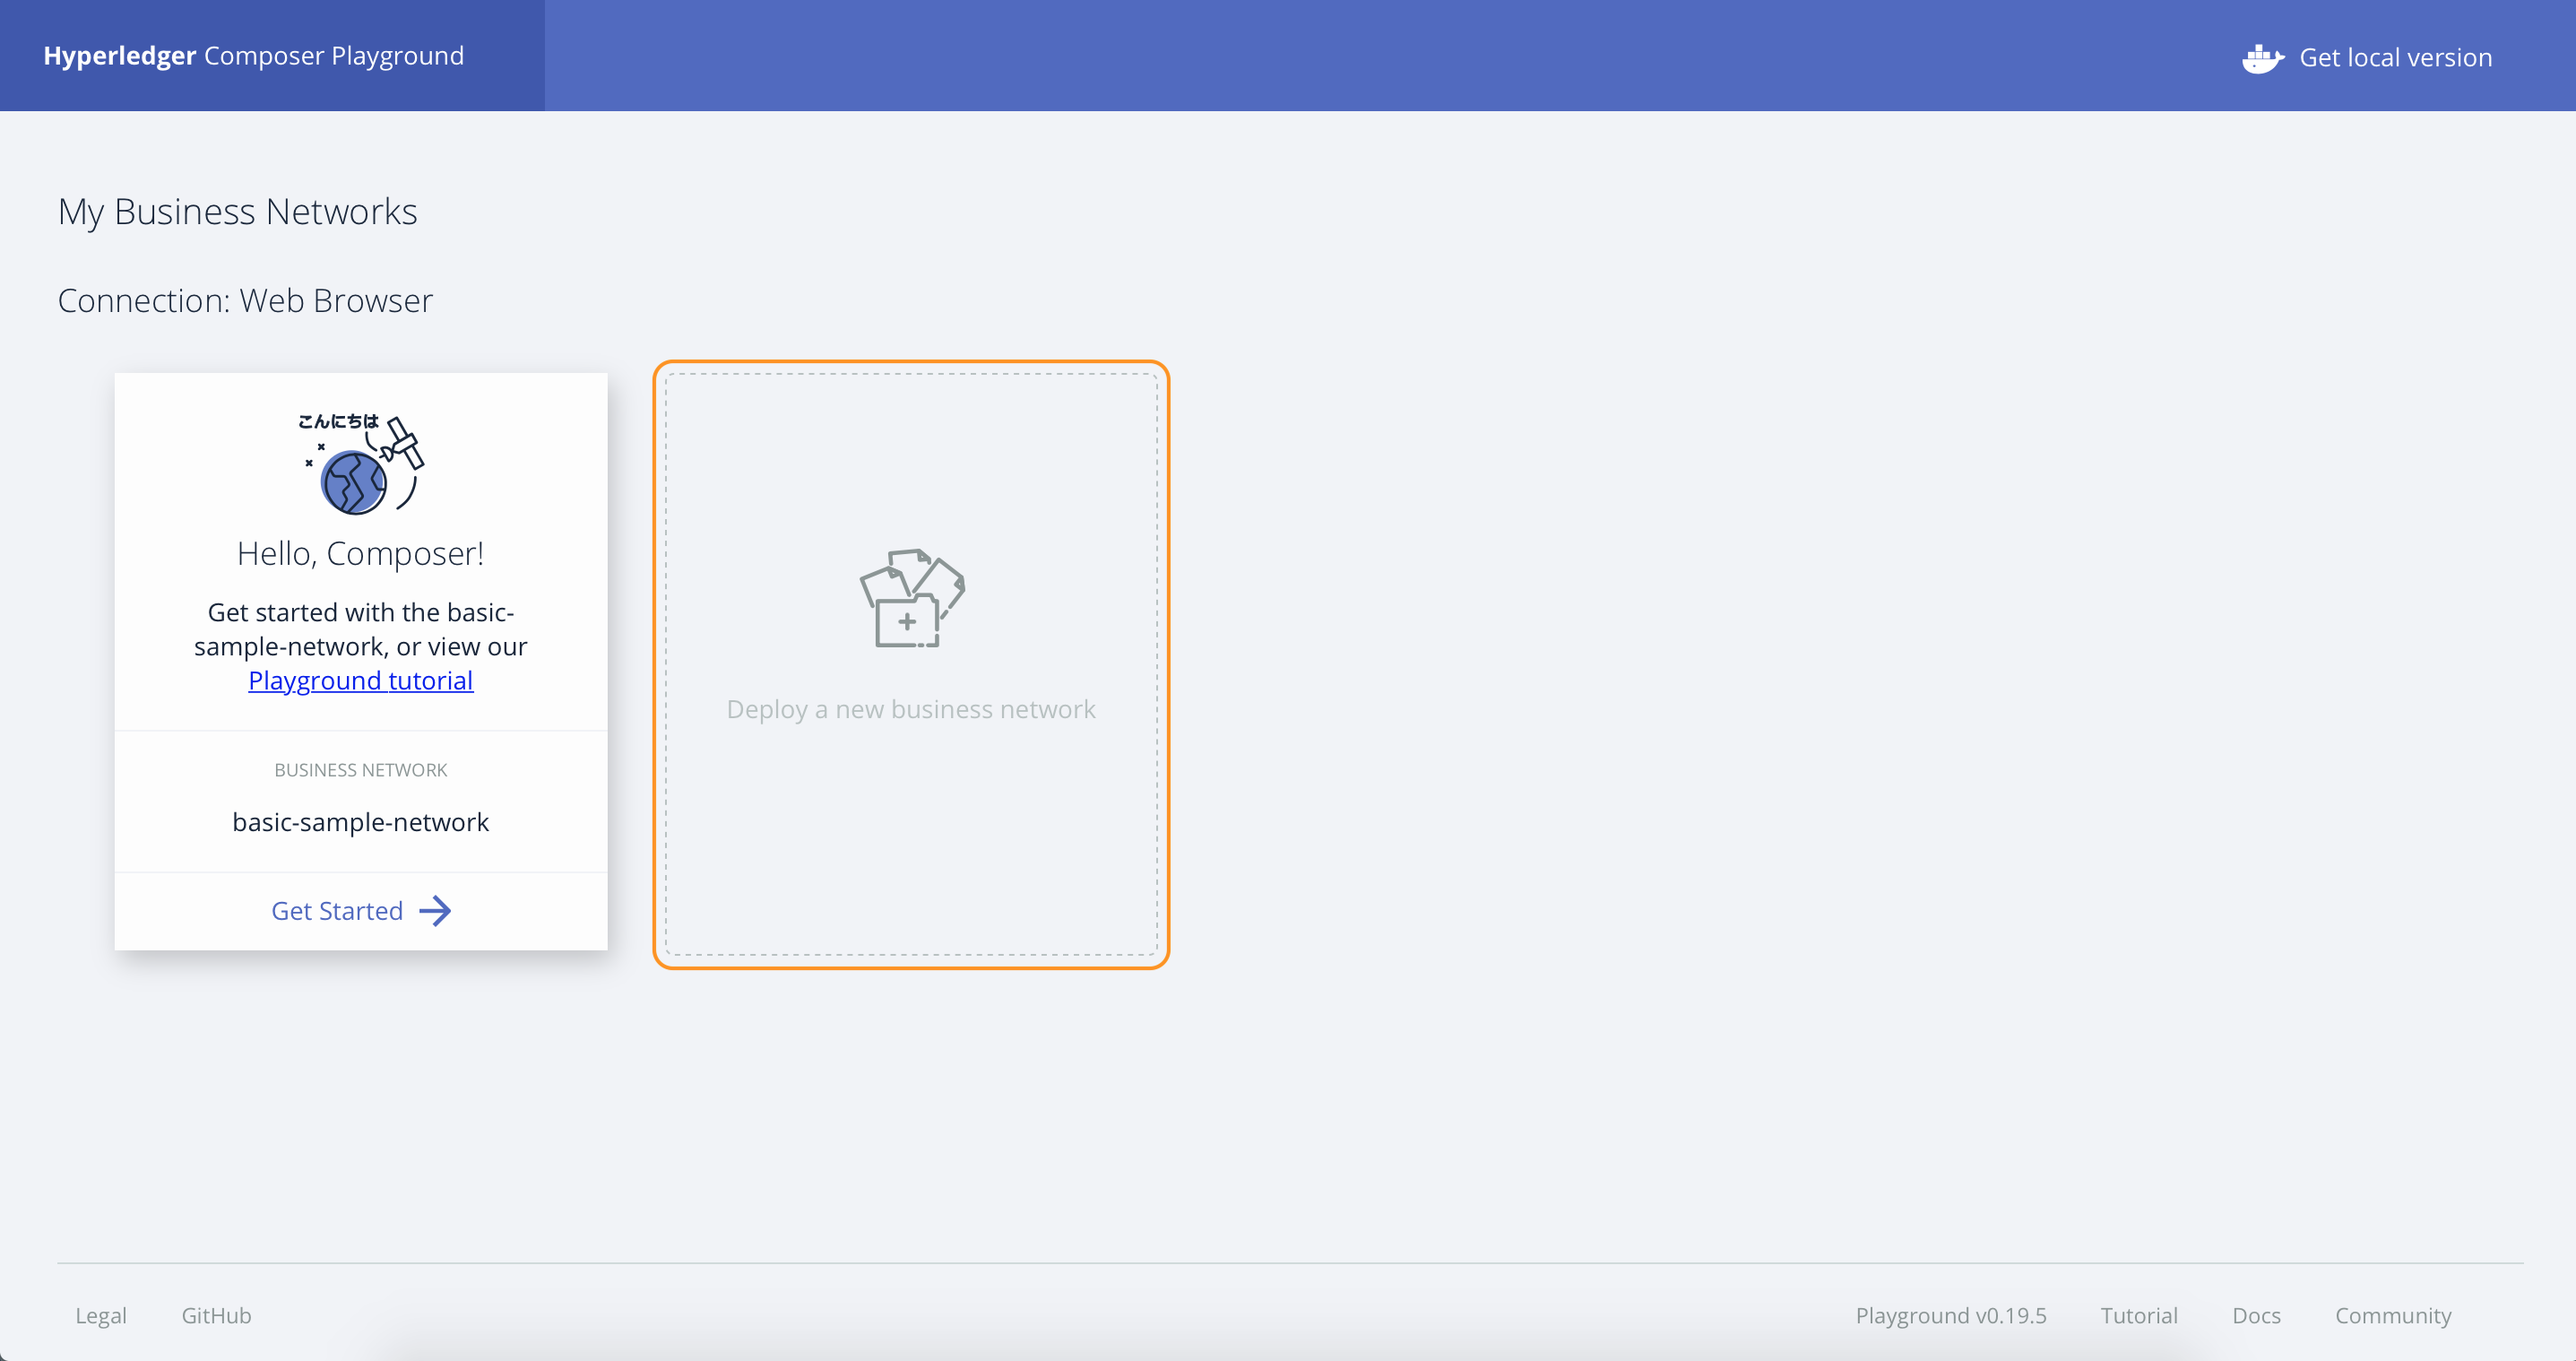 Hyperledger Composer Playground
Get local version
My Business Networks
Connection: Web Browser
こんにちは
Hello, Composer!
Get started with the basic-
sample-network, or view our
Playground tutorial
BUSINESS NETWORK
basic-sample-network
Get Started
Deploy a new business network
Legal
GitHub
Playground v0.19.5
Tutorial
Docs
Community